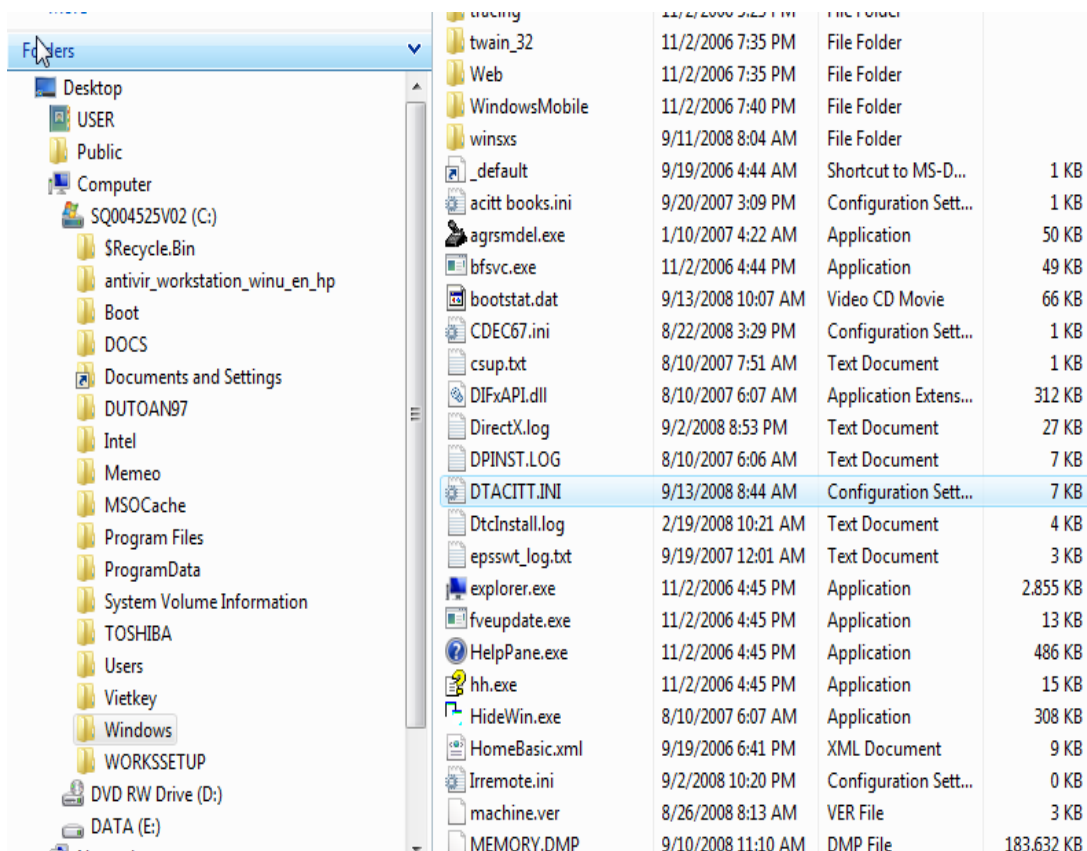 Folders
Desktop
USER
Public
Computer
SQ004525V02 (C:)
$Recycle.Bin
antivir_workstation_winu_en_hp
Boot
DOCS
Documents and Settings
DUTOAN97
Intel
Memeo
MSOCache
Program Files
ProgramData
System Volume Information
TOSHIBA
Users
Vietkey
Windows
WORKSSETUP
DVD RW Drive (D:)
DATA (E:)
tracing 11/2/2006 5:25 PM File Folder
twain_32 11/2/2006 7:35 PM File Folder
Web 11/2/2006 7:35 PM File Folder
WindowsMobile 11/2/2006 7:40 PM File Folder
winsxs 9/11/2008 8:04 AM File Folder
_default 9/19/2006 4:44 AM Shortcut to MS-D... 1 KB
acitt books.ini 9/20/2007 3:09 PM Configuration Sett... 1 KB
agrsmdel.exe 1/10/2007 4:22 AM Application 50 KB
bfsvc.exe 11/2/2006 4:44 PM Application 49 KB
bootstat.dat 9/13/2008 10:07 AM Video CD Movie 66 KB
CDEC67.ini 8/22/2008 3:29 PM Configuration Sett... 1 KB
csup.txt 8/10/2007 7:51 AM Text Document 1 KB
DIFxAPI.dll 8/10/2007 6:07 AM Application Extens... 312 KB
DirectX.log 9/2/2008 8:53 PM Text Document 27 KB
DPINST.LOG 8/10/2007 6:06 AM Text Document 7 KB
DTACITT.INI 9/13/2008 8:44 AM Configuration Sett... 7 KB
DtcInstall.log 2/19/2008 10:21 AM Text Document 4 KB
epsswt_log.txt 9/19/2007 12:01 AM Text Document 3 KB
explorer.exe 11/2/2006 4:45 PM Application 2.855 KB
fveupdate.exe 11/2/2006 4:45 PM Application 13 KB
HelpPane.exe 11/2/2006 4:45 PM Application 486 KB
hh.exe 11/2/2006 4:45 PM Application 15 KB
HideWin.exe 8/10/2007 6:07 AM Application 308 KB
HomeBasic.xml 9/19/2006 6:41 PM XML Document 9 KB
Irremote.ini 9/2/2008 10:20 PM Configuration Sett... 0 KB
machine.ver 8/26/2008 8:13 AM VER File 3 KB
MEMORY.DMP 9/10/2008 11:10 AM DMP File 183.632 KB